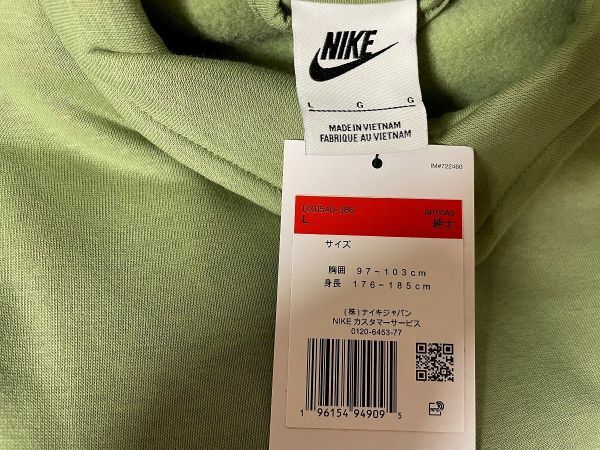 NIKE
L G G
MADE IN VIETNAM
FABRIQUE AU VIETNAM
IM#722460
DX0540-386
L 紳士
サイズ
胸囲 97~103cm
身長 176~185cm
(株)ナイキジャパン
NIKE カスタマーサービス
0120-6453-77
1 96154 94909 5